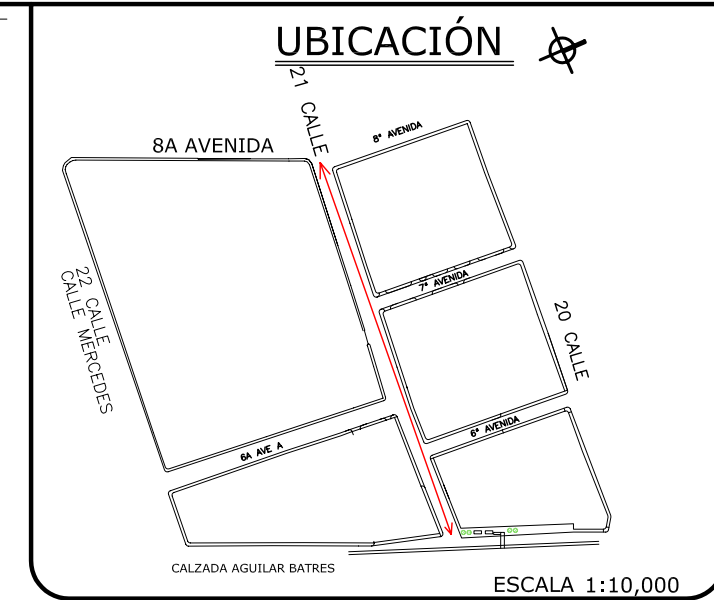 UBICACIÓN
21 CALLE
8A AVENIDA
8ª AVENIDA
7ª AVENIDA
22 CALLE
CALLE MERCEDES
20 CALLE
6ª AVENIDA
6A AVE A
CALZADA AGUILAR BATRES
ESCALA 1:10,000